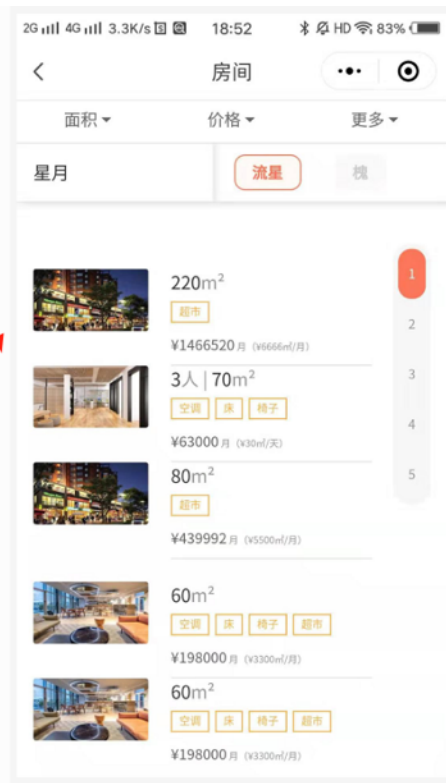 2G 4G 3.3K/s 18:52 HD 83%
房间
面积 价格 更多
星月 流星 槐
220m²
超市
¥1466520月 (¥6666㎡/月)
3人 | 70m²
空调 床 椅子
¥63000月 (¥30㎡/天)
80m²
超市
¥439992月 (¥5500㎡/月)
60m²
空调 床 椅子 超市
¥198000月 (¥3300㎡/月)
60m²
空调 床 椅子 超市
¥198000月 (¥3300㎡/月)
1
2
3
4
5